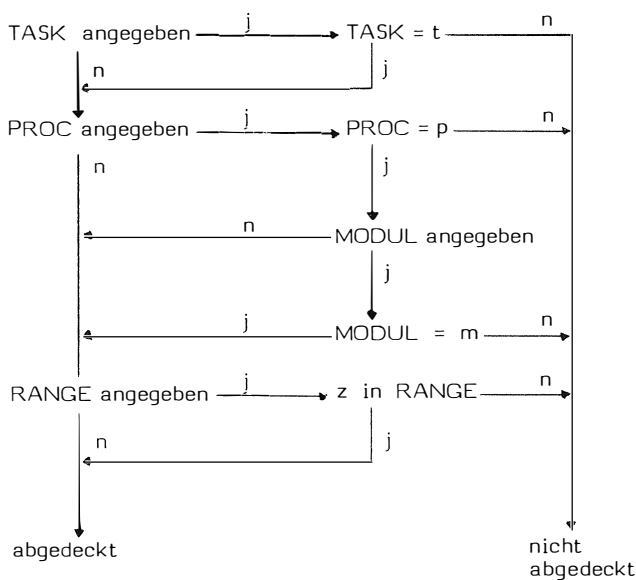 TASK angegeben j TASK = t n
n j
PROC angegeben j PROC = p n
n j
n MODUL angegeben
j
j MODUL = m n
RANGE angegeben j z in RANGE n
n j
abgedeckt nicht
abgedeckt